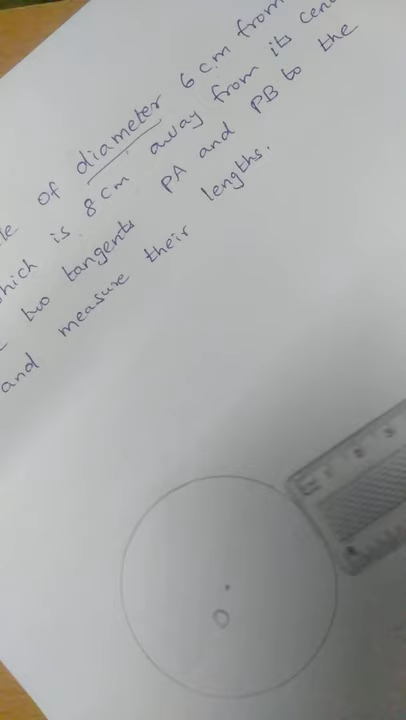 of diameter 6 cm from
which is 8 cm away from its
two tangents PA and PB to the
and measure their lengths.
O